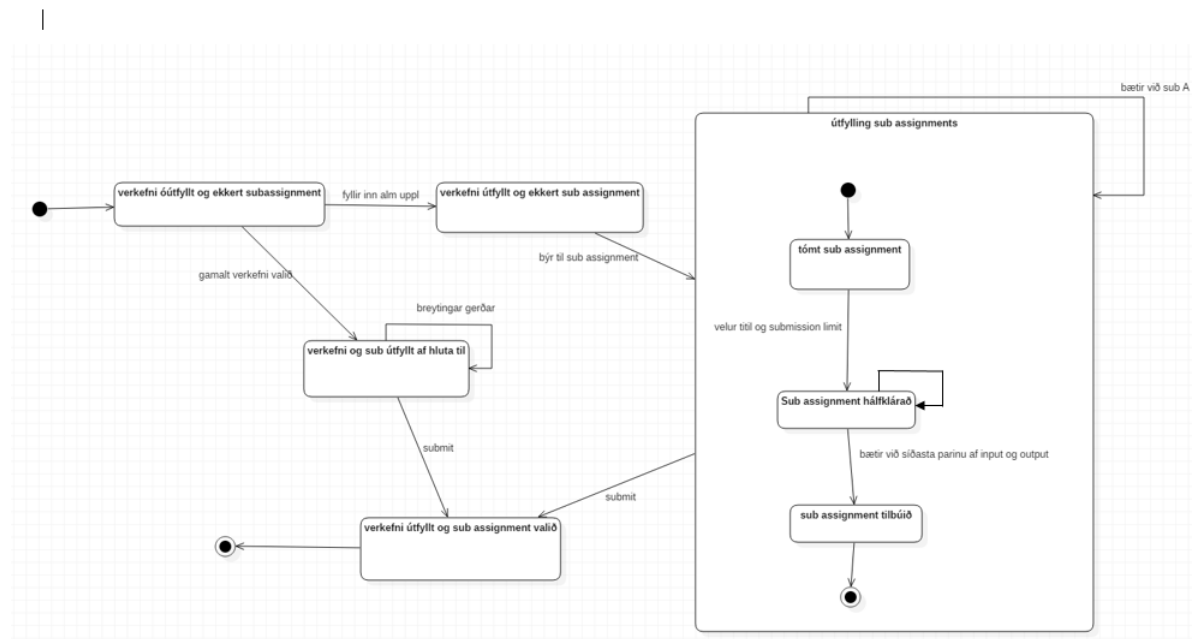 bætir við sub A
útfylling sub assignments
verkefni óútfyllt og ekkert subassignment
fyllir inn alm uppl
verkefni útfyllt og ekkert sub assignment
býr til sub assignment
tómt sub assignment
gamalt verkefni valið
breytingar gerðar
velur titil og submission limit
verkefni og sub útfyllt af hluta til
Sub assignment hálfklárað
submit
bætir við síðasta parinu af input og output
submit
sub assignment tilbúið
verkefni útfyllt og sub assignment valið